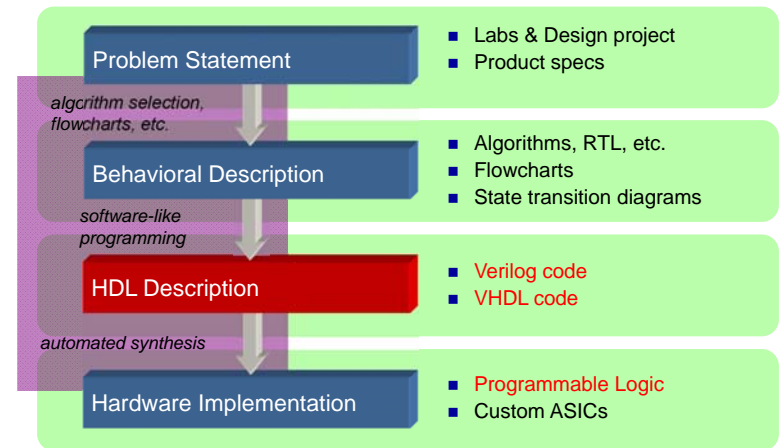 Problem Statement
Labs & Design project
Product specs
algorithm selection,
flowcharts, etc.
Behavioral Description
Algorithms, RTL, etc.
Flowcharts
State transition diagrams
software-like
programming
HDL Description
Verilog code
VHDL code
automated synthesis
Hardware Implementation
Programmable Logic
Custom ASICs